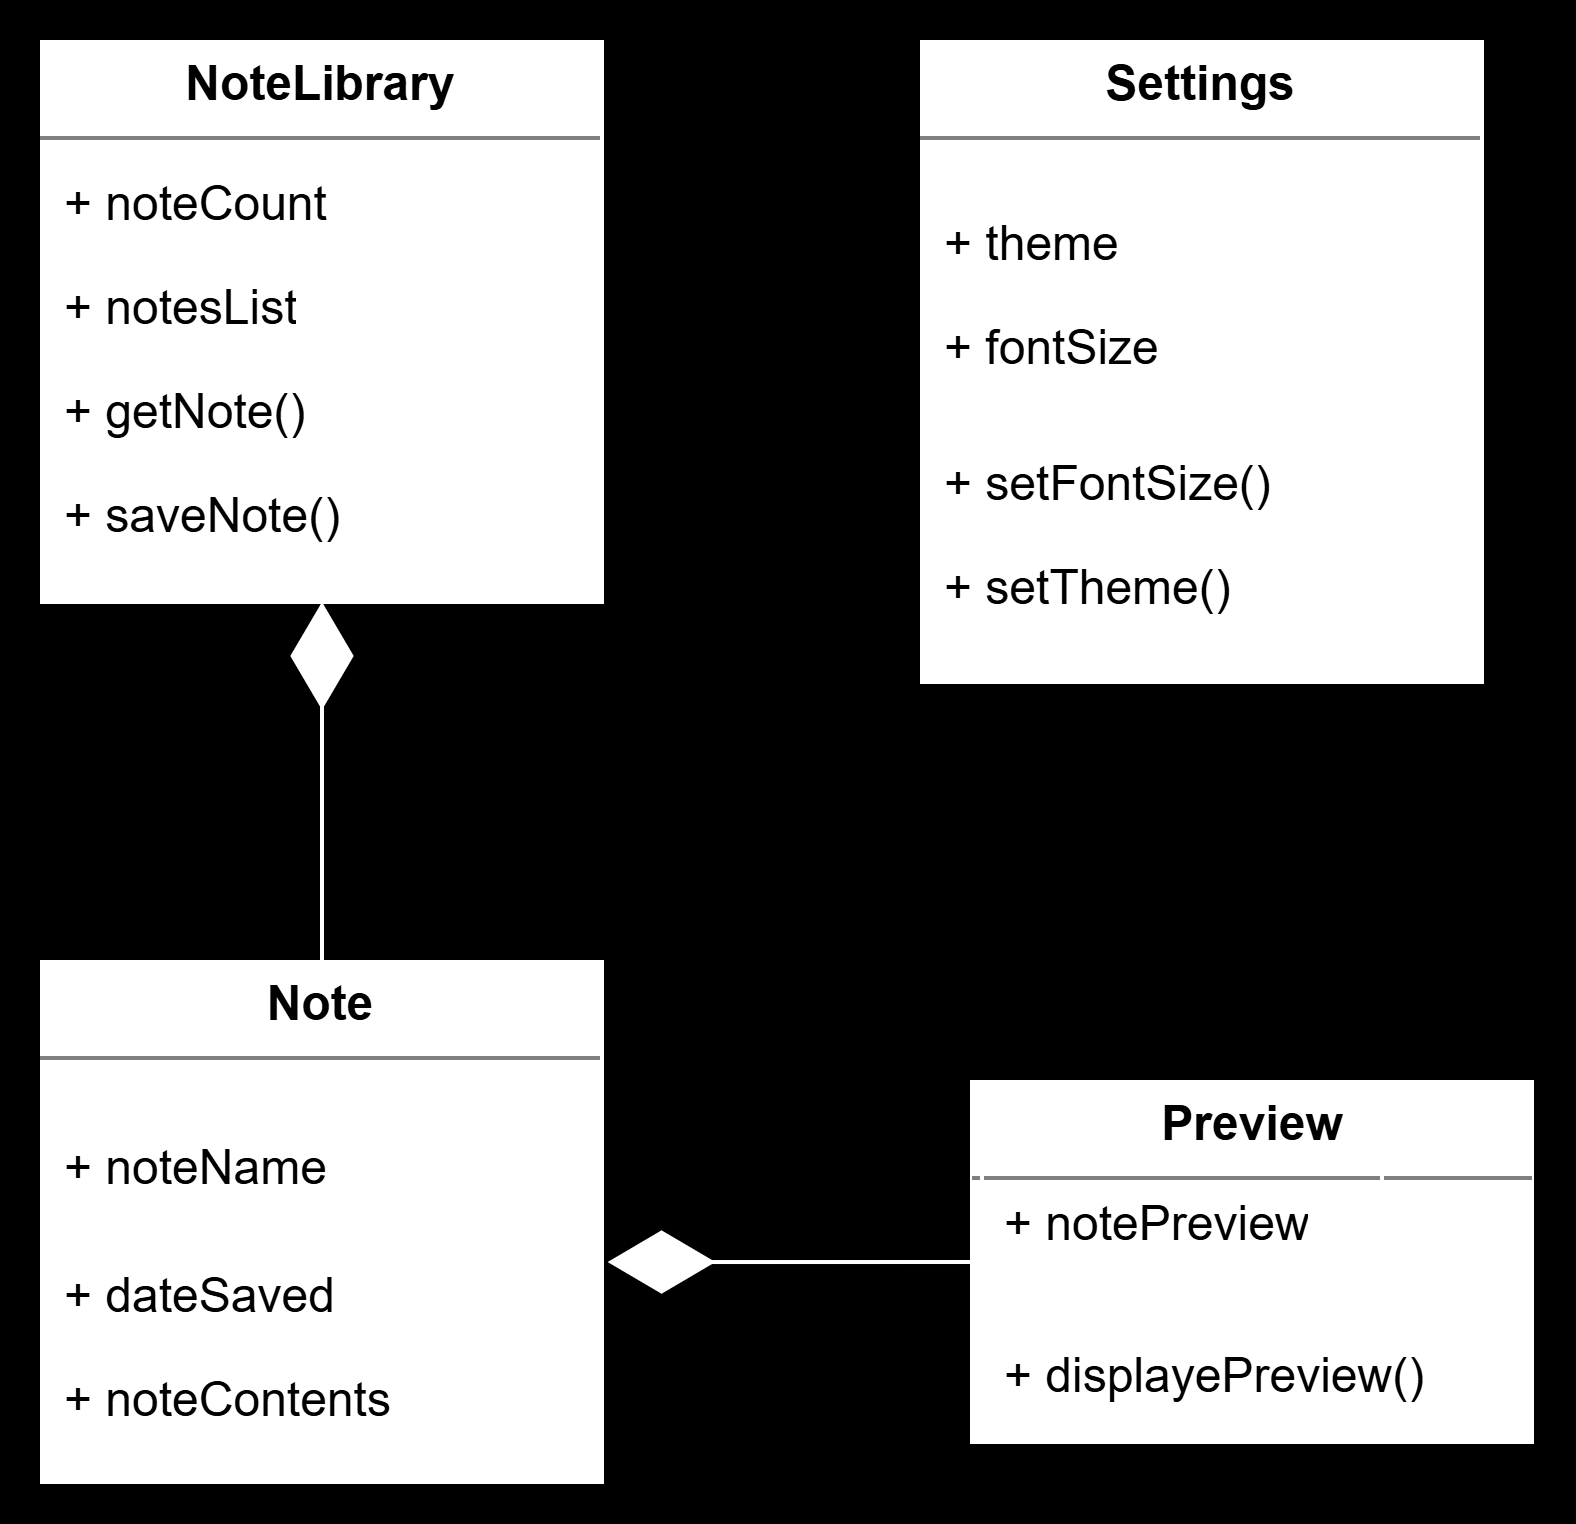 NoteLibrary
+ noteCount
+ notesList
+ getNote()
+ saveNote()
Settings
+ theme
+ fontSize
+ setFontSize()
+ setTheme()
Note
+ noteName
+ dateSaved
+ noteContents
Preview
+ notePreview
+ displayePreview()